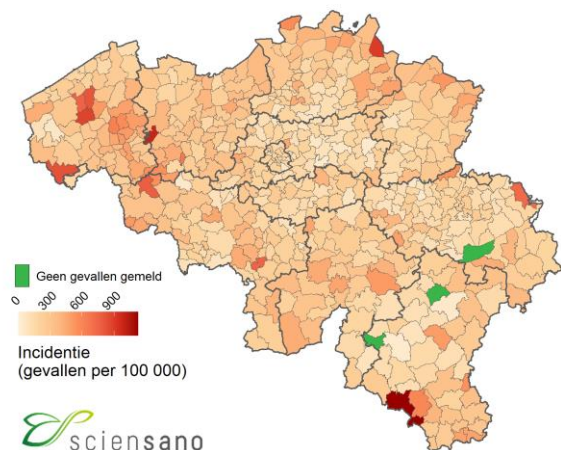 Geen gevallen gemeld
0 300 600 900
Incidentie
(gevallen per 100 000)
sciensano